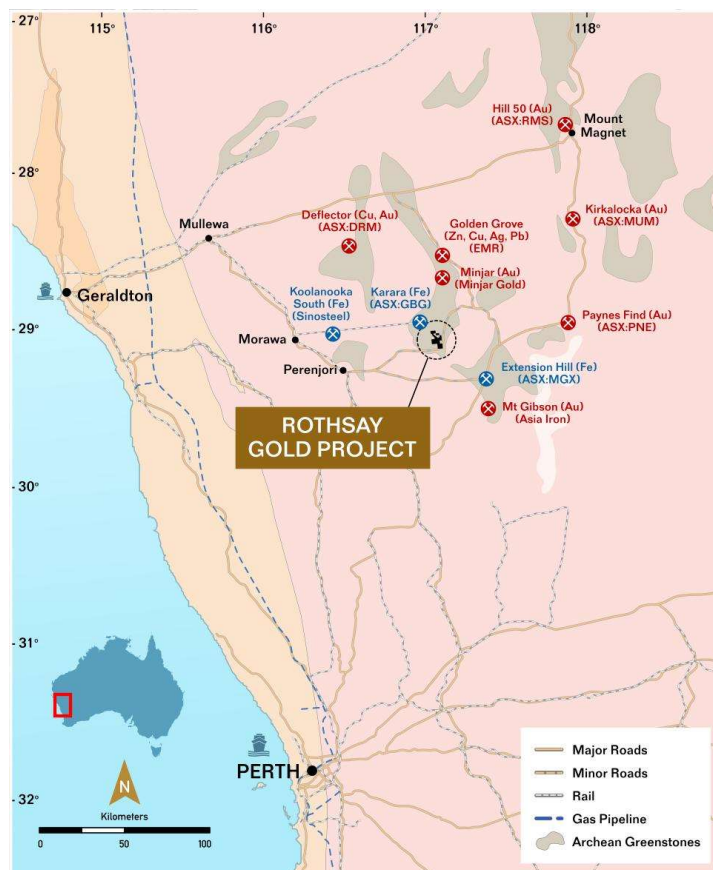 115°
116°
117°
118°
-27°
Hill 50 (Au)
(ASX:RMS)
Mount
Magnet
-28°
Mullewa
Deflector (Cu, Au)
(ASX:DRM)
Golden Grove
(Zn, Cu, Ag, Pb)
(EMR)
Kirkalocka (Au)
(ASX:MUM)
Minjar (Au)
(Minjar Gold)
Geraldton
Koolanooka
South (Fe)
(Sinosteel)
Karara (Fe)
(ASX:GBG)
Paynes Find (Au)
(ASX:PNE)
-29°
Morawa
Perenjori
Extension Hill (Fe)
(ASX:MGX)
Mt Gibson (Au)
(Asia Iron)
ROTHSAY
GOLD PROJECT
-30°
-31°
PERTH
-32°
N
Kilometers
0
50
100
Major Roads
Minor Roads
Rail
Gas Pipeline
Archean Greenstones